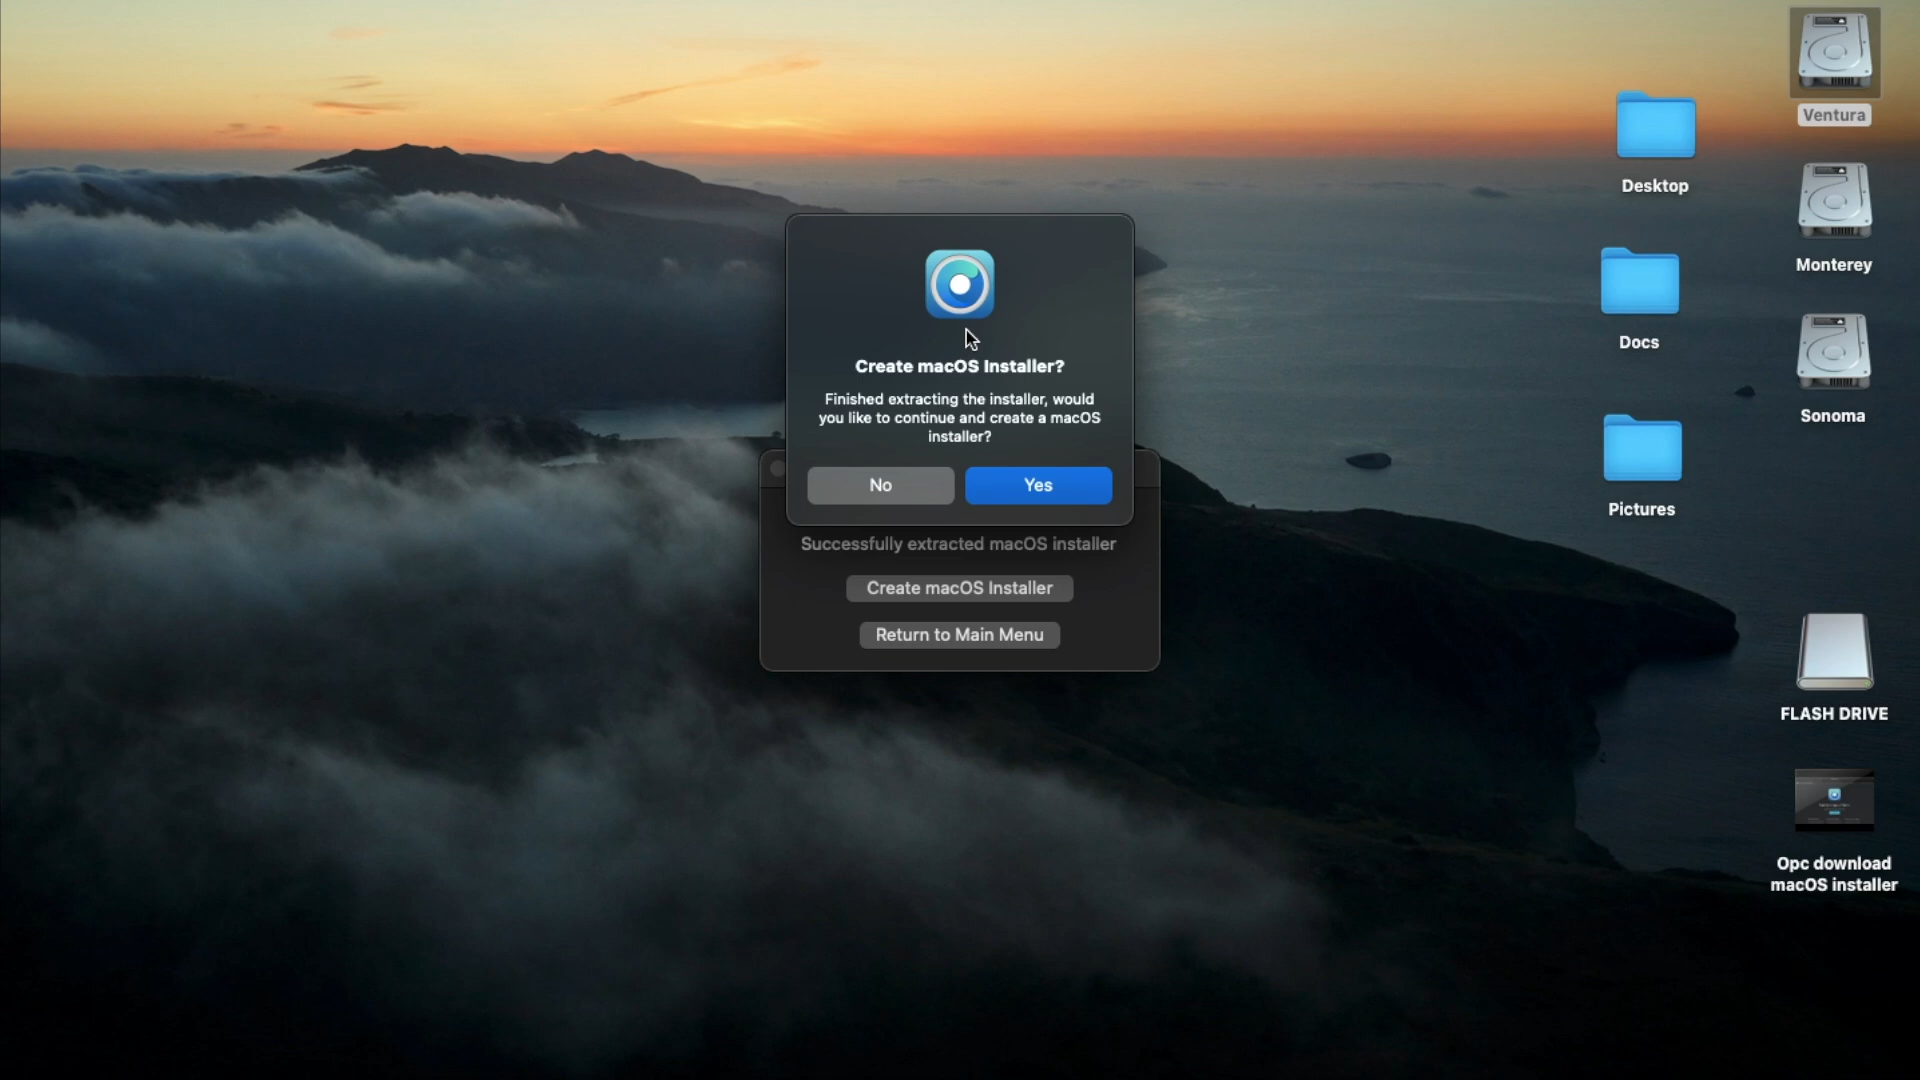 Ventura
Desktop
Monterey
Docs
Sonoma
Pictures
Create macOS Installer?
Finished extracting the installer, would
you like to continue and create a macOS
installer?
No
Yes
Successfully extracted macOS installer
Create macOS Installer
Return to Main Menu
FLASH DRIVE
Opc download
macOS installer